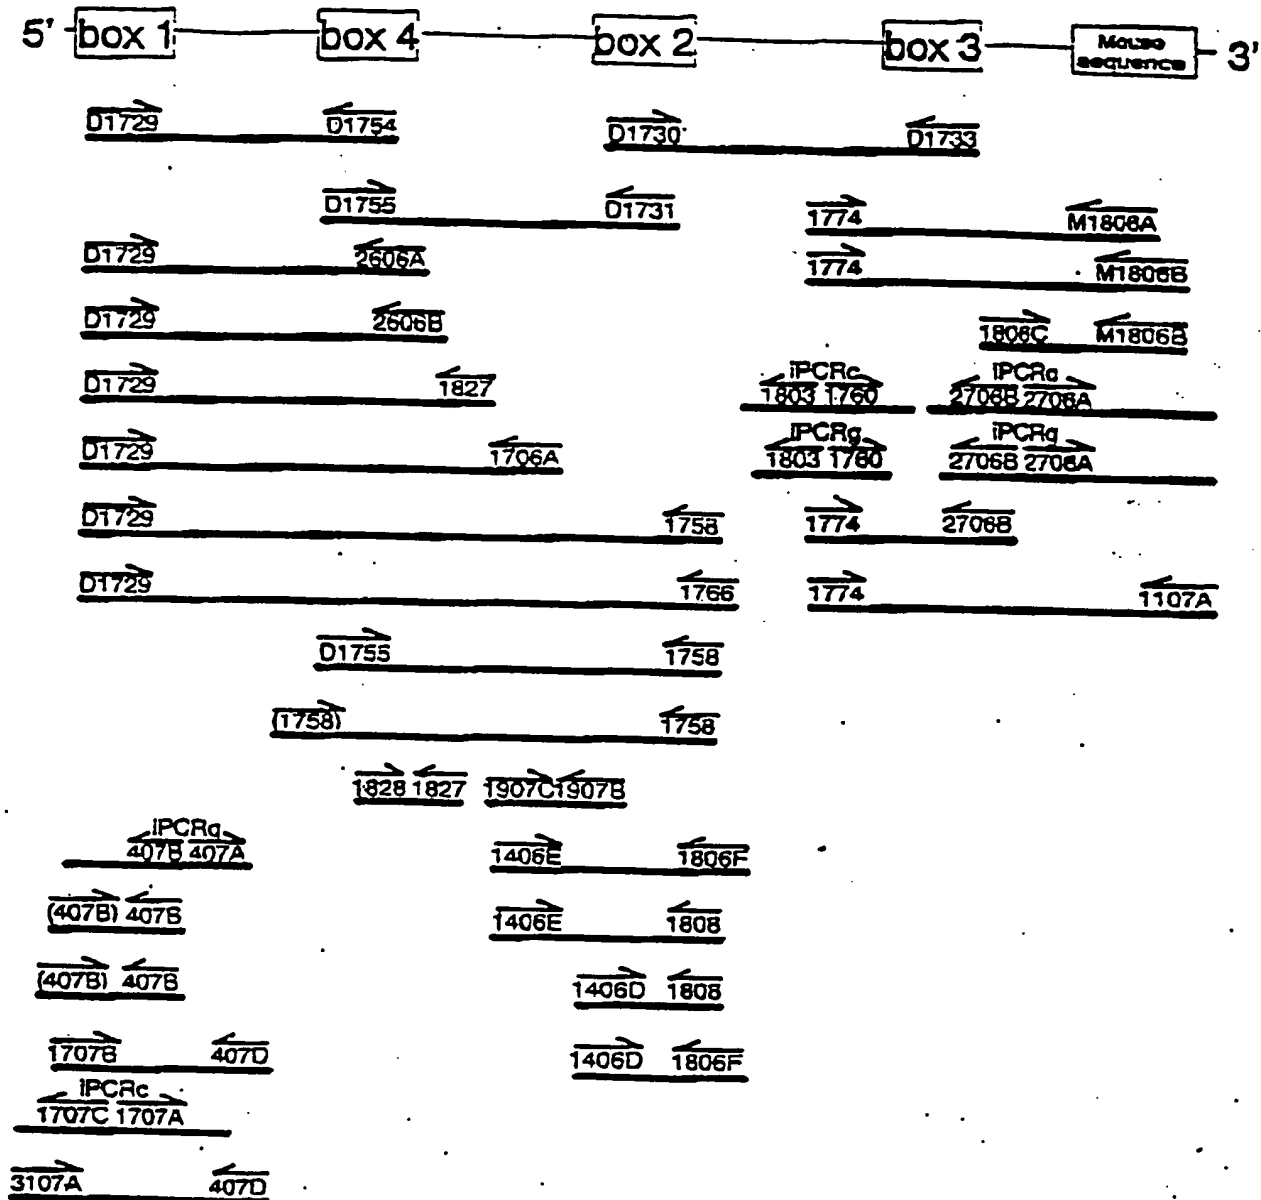 5' box 1 box 4 box 2 box 3 Mouse sequence 3'
D1729 D1754 D1730 D1733
D1755 D1731 1774 M1806A
D1729 2606A 1774 M1806B
D1729 2606B 1806C M1806B
D1729 1827 iPCRc 1803 1760 iPCRa 2706B 2706A
D1729 1706A iPCRg 1803 1760 iPCRg 2706B 2706A
D1729 1758 1774 2706B
D1729 1766 1774 1107A
D1755 1758
(1758) 1758
1828 1827 1907C 1907B
iPCRg
407B 407A 1406E 1806F
(407B) 407B 1406E 1808
(407B) 407B 1406D 1808
1707B 407D 1406D 1806F
iPCRc
1707C 1707A
3107A 407D